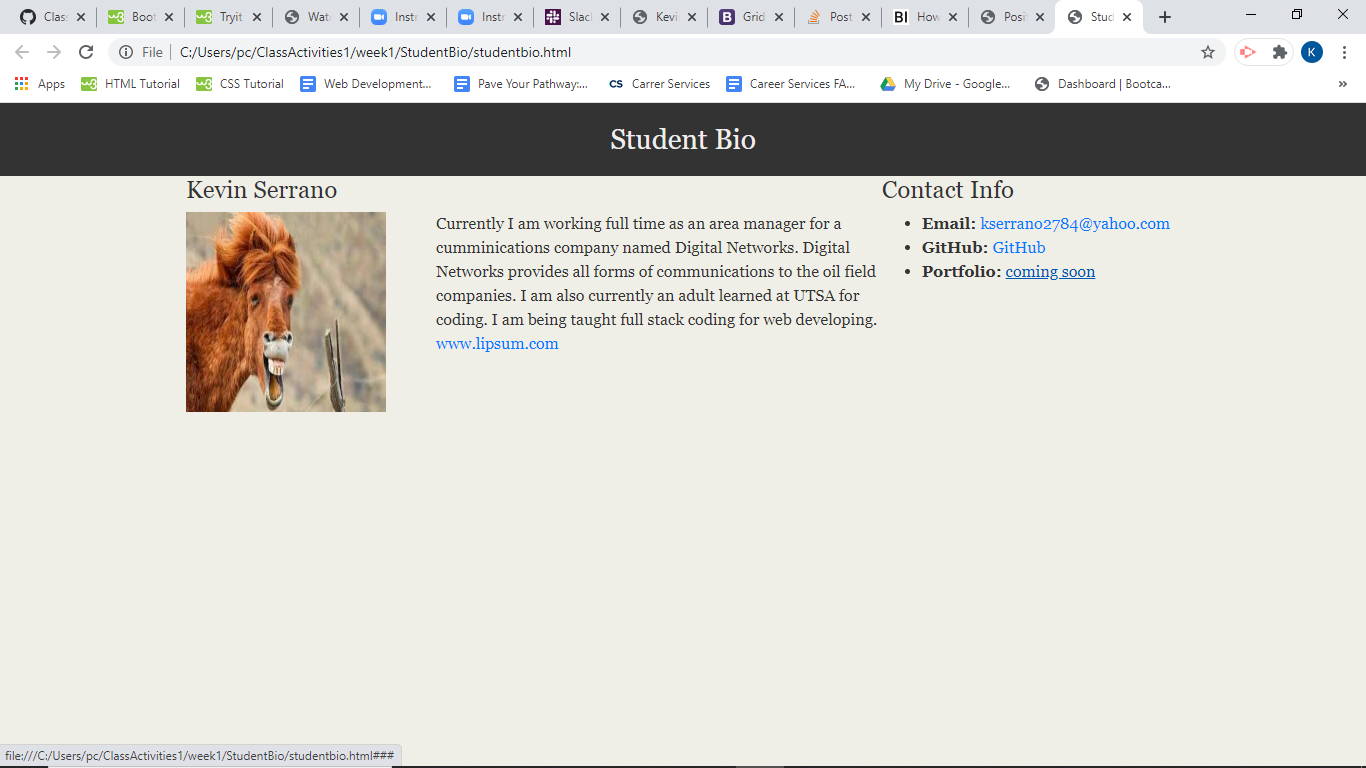 Class
Boot
Tryit
Wat
Instr
Instr
Slac
Kevi
Grid
Post
BI How
Posi
Stud
File C:/Users/pc/ClassActivities1/week1/StudentBio/studentbio.html
K
Apps
HTML Tutorial
CSS Tutorial
Web Development...
Pave Your Pathway:...
CS Carrer Services
Career Services FA...
My Drive - Google...
Dashboard | Bootca...
»
Student Bio
Kevin Serrano
Currently I am working full time as an area manager for a
cumminications company named Digital Networks. Digital
Networks provides all forms of communications to the oil field
companies. I am also currently an adult learned at UTSA for
coding. I am being taught full stack coding for web developing.
www.lipsum.com
Contact Info
• Email: kserrano2784@yahoo.com
• GitHub: GitHub
• Portfolio: coming soon
file:///C:/Users/pc/ClassActivities1/week1/StudentBio/studentbio.html###